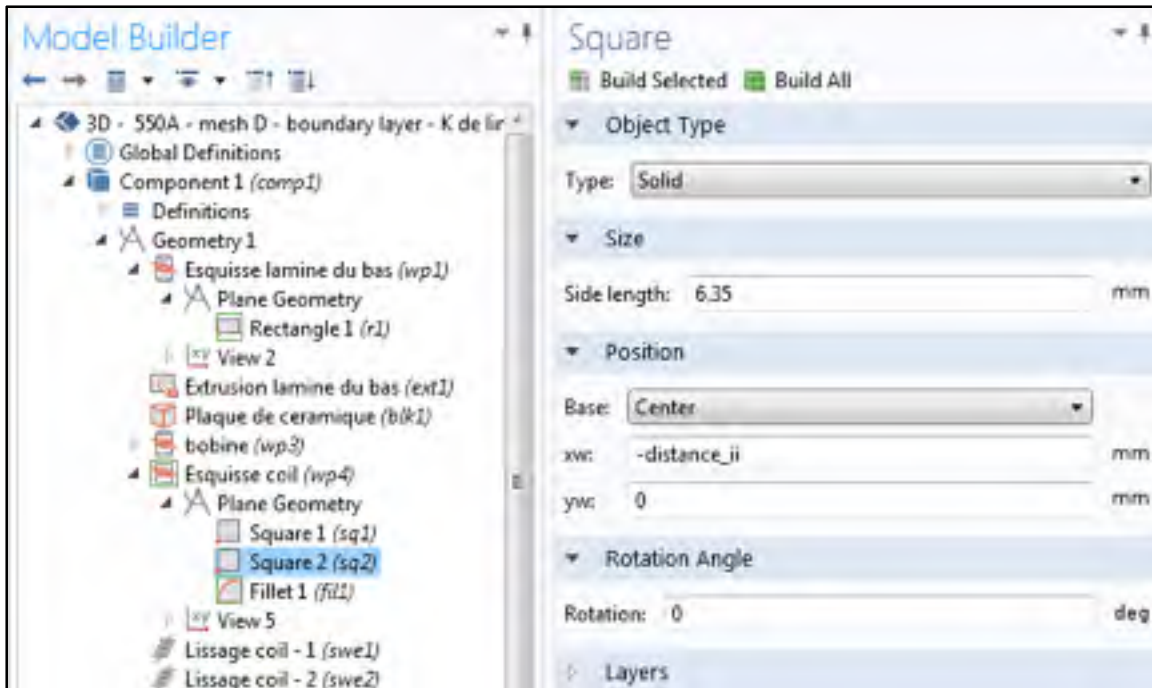 Model Builder
3D - 550A - mesh D - boundary layer - K de lir
Global Definitions
Component 1 (comp1)
Definitions
Geometry 1
Esquisse lamine du bas (wp1)
Plane Geometry
Rectangle 1 (r1)
View 2
Extrusion lamine du bas (ext1)
Plaque de ceramique (blk1)
bobine (wp3)
Esquisse coil (wp4)
Plane Geometry
Square 1 (sq1)
Square 2 (sq2)
Fillet 1 (fil1)
View 5
Lissage coil - 1 (swe1)
Lissage coil - 2 (swe2)
Square
Build Selected Build All
Object Type
Type: Solid
Size
Side length: 6.35 mm
Position
Base: Center
xw: -distance_ii mm
yw: 0 mm
Rotation Angle
Rotation: 0 deg
Layers